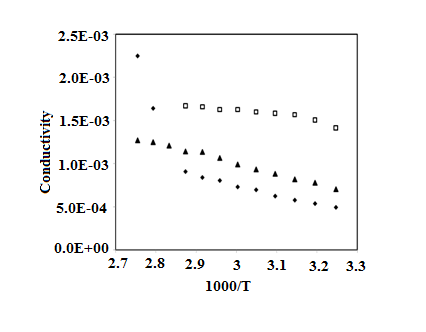 2.5E-03
2.0E-03
1.5E-03
1.0E-03
5.0E-04
0.0E+00
Conductivity
2.7 2.8 2.9 3 3.1 3.2 3.3
1000/T